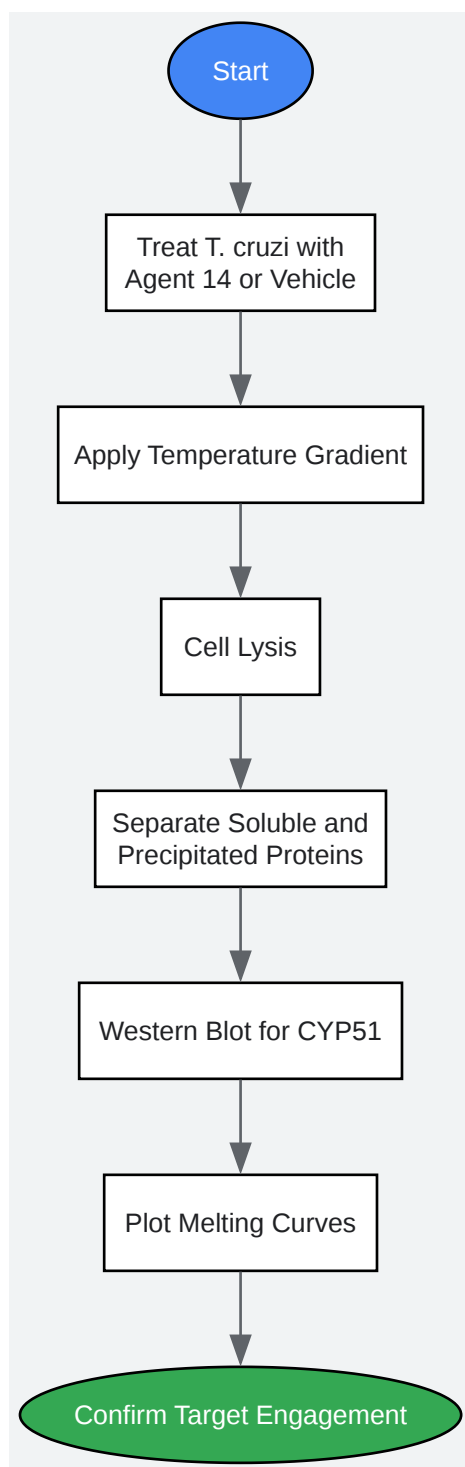 Start
Treat T. cruzi with
Agent 14 or Vehicle
Apply Temperature Gradient
Cell Lysis
Separate Soluble and
Precipitated Proteins
Western Blot for CYP51
Plot Melting Curves
Confirm Target Engagement